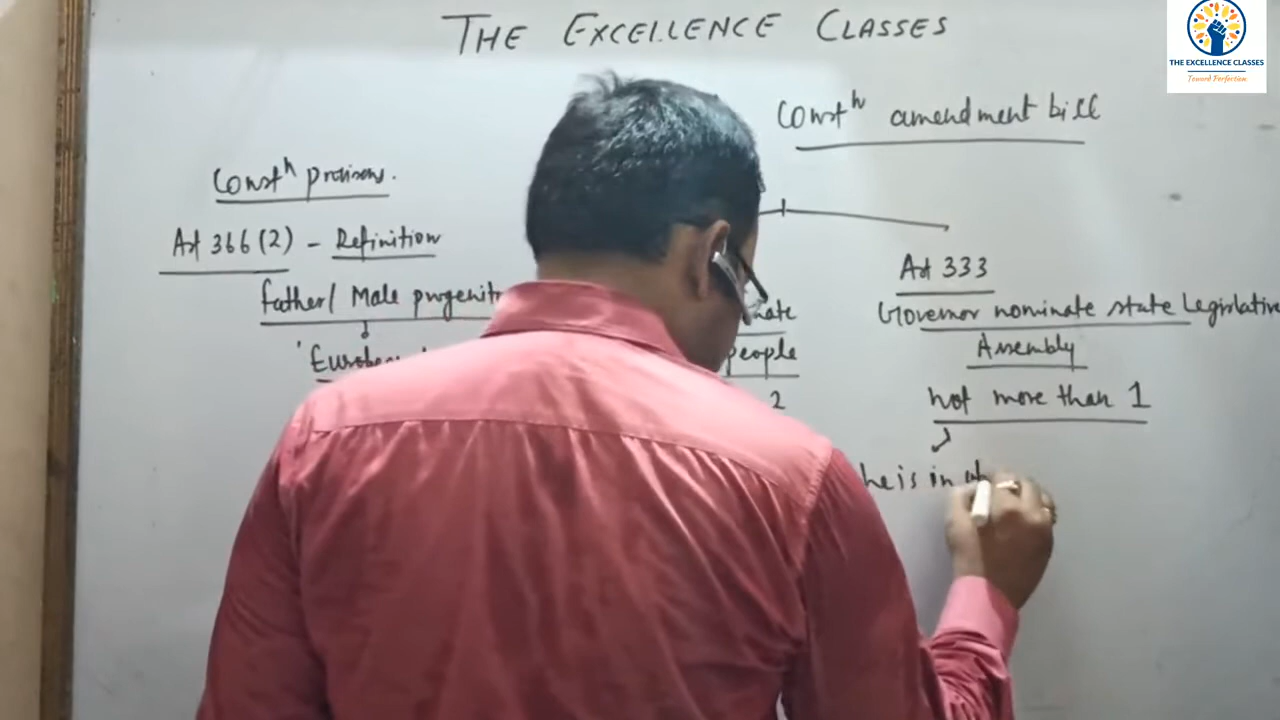 THE EXCELLENCE CLASSES
THE EXCELLENCE CLASSES
Toward Perfection
Constⁿ amendment bill
Constⁿ provisons.
Art 366(2) - Definition
father/ Male progenit
Art 333
Governor nominate state Legislative
Assembly
people
not more than 1
2
he is in